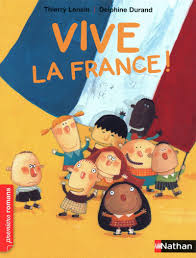 Thierry Lenain • Delphine Durand
VIVE
LA FRANCE !
premiers romans
Nathan